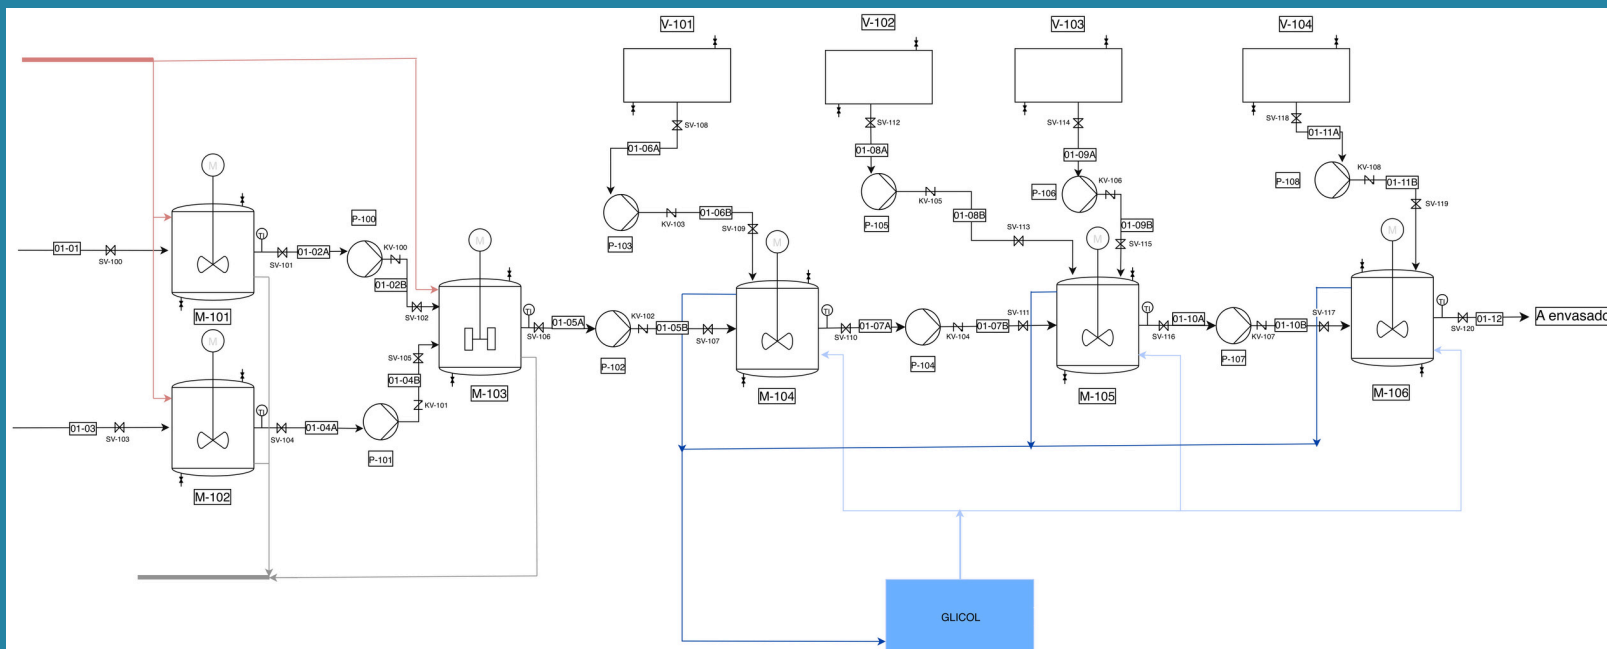 V-101
V-102
V-103
V-104
SV-108
SV-112
SV-114
SV-118
01-06A
01-08A
01-09A
01-11A
M
P-103
KV-103
01-06B
SV-109
P-105
KV-105
01-08B
SV-113
P-106
KV-106
01-09B
SV-115
P-108
KV-108
01-11B
SV-119
01-01
SV-100
M-101
TI
SV-101
01-02A
P-100
KV-100
01-02B
SV-102
M
01-03
SV-103
M
M-102
TI
SV-104
01-04A
P-101
KV-101
01-04B
SV-105
M-103
TI
SV-106
01-05A
P-102
KV-102
01-05B
SV-107
M
M-104
TI
SV-110
01-07A
P-104
KV-104
01-07B
SV-111
M
M-105
TI
SV-116
01-10A
P-107
KV-107
01-10B
SV-117
M
M-106
TI
SV-120
01-12
A envasado
GLICOL